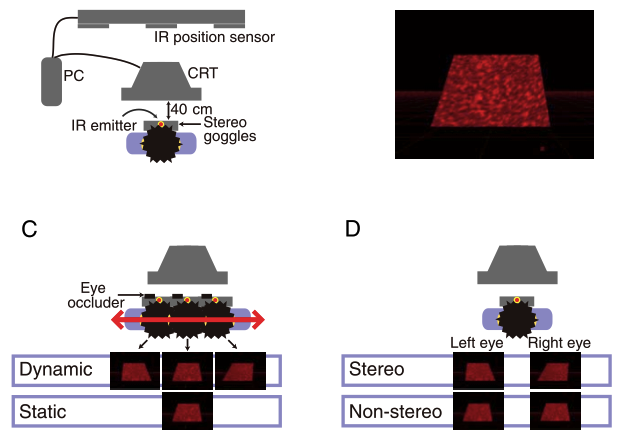 IR position sensor
PC
CRT
40 cm
IR emitter
Stereo
goggles
C
Eye
occluder
Dynamic
Static
D
Left eye
Right eye
Stereo
Non-stereo